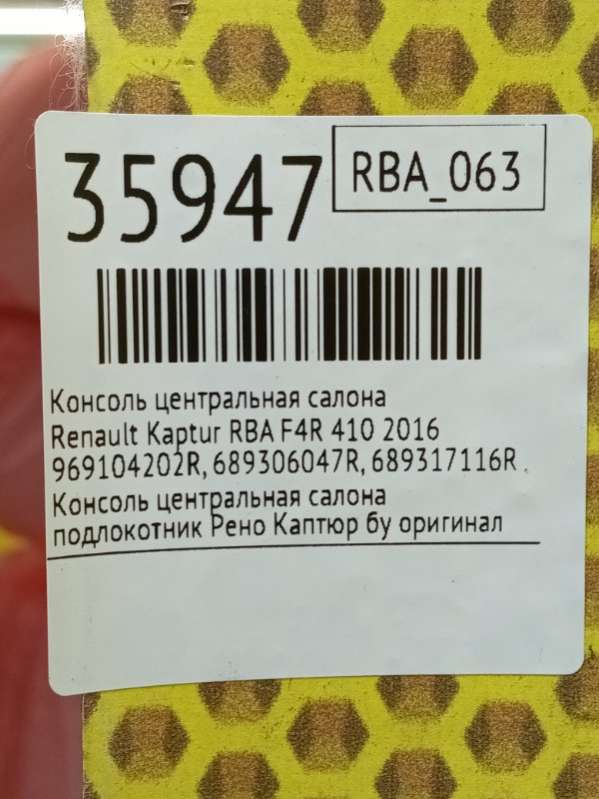 35947
RBA_063
Консоль центральная салона
Renault Kaptur RBA F4R 410 2016
969104202R, 689306047R, 689317116R
Консоль центральная салона
подлокотник Рено Каптюр бу оригинал